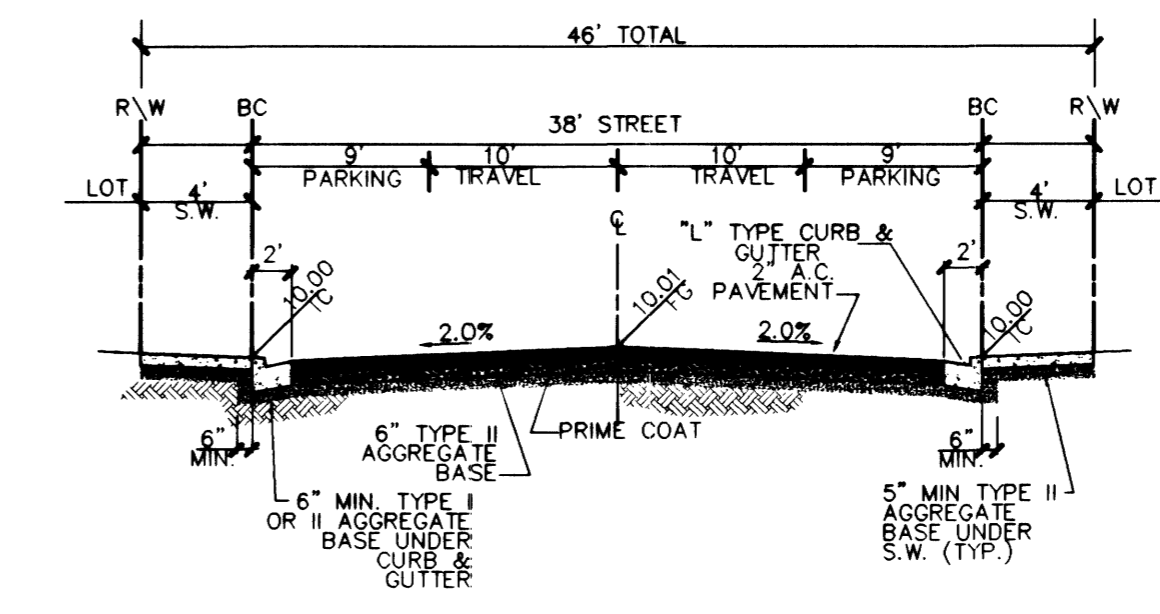 46' TOTAL
R\W
BC
BC
R\W
38' STREET
9'
10'
10'
9'
PARKING
TRAVEL
TRAVEL
PARKING
LOT
4'
S.W.
4'
S.W.
LOT
℄
"L" TYPE CURB &
GUTTER
2" A.C.
PAVEMENT
2'
2'
10.00
TC
10.01
FG
10.00
TC
2.0%
2.0%
6"
MIN.
6" TYPE II
AGGREGATE
BASE
PRIME COAT
6"
MIN.
6" MIN. TYPE I
OR II AGGREGATE
BASE UNDER
CURB &
GUTTER
5" MIN TYPE II
AGGREGATE
BASE UNDER
S.W. (TYP.)